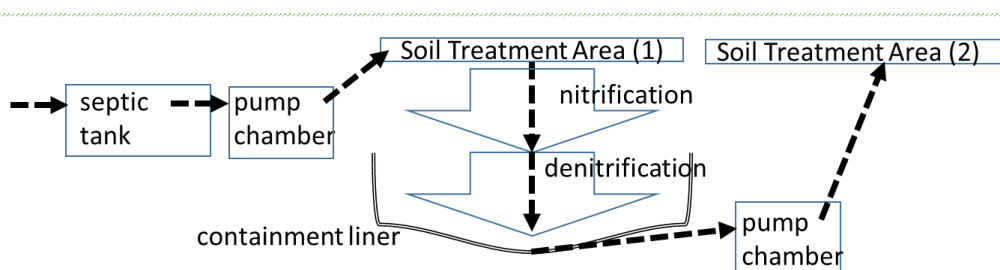 Soil Treatment Area (1)
Soil Treatment Area (2)
septic
tank
pump
chamber
nitrification
denitrification
containment liner
pump
chamber